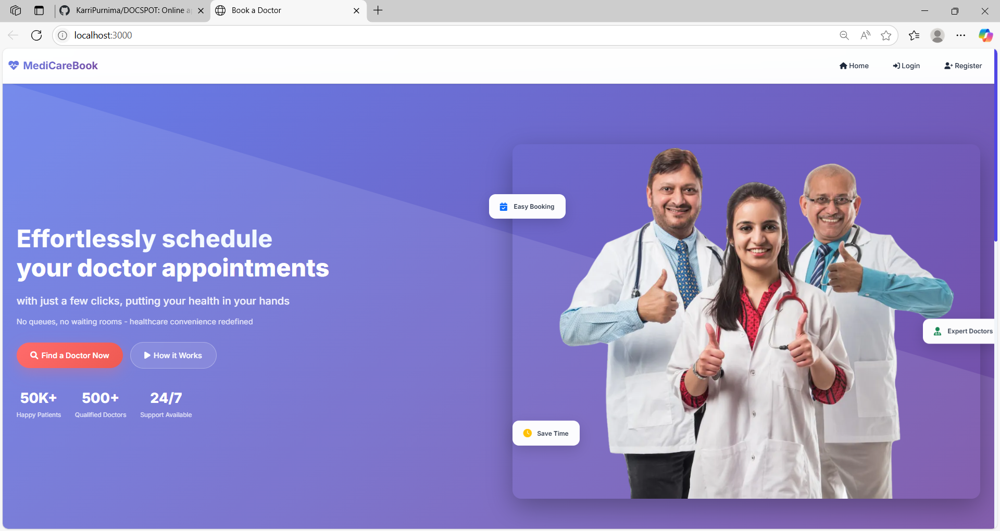 KarriPurnima/DOCSPOT: Online a
Book a Doctor
localhost:3000
MediCareBook
Home
Login
Register
Easy Booking
Effortlessly schedule
your doctor appointments
with just a few clicks, putting your health in your hands
No queues, no waiting rooms - healthcare convenience redefined
Expert Doctors
Find a Doctor Now
How it Works
50K+
Happy Patients
500+
Qualified Doctors
24/7
Support Available
Save Time